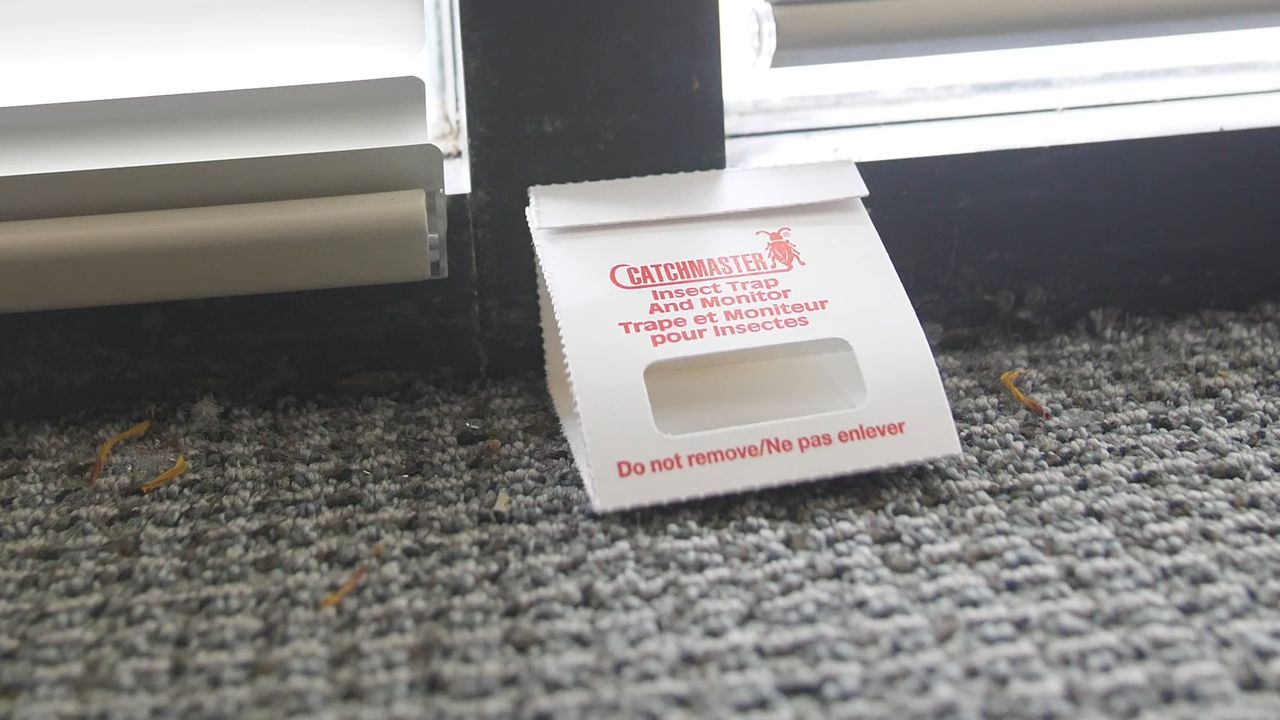 CATCHMASTER®
Insect Trap
And Monitor
Trape et Moniteur
pour Insectes
Do not remove/Ne pas enlever